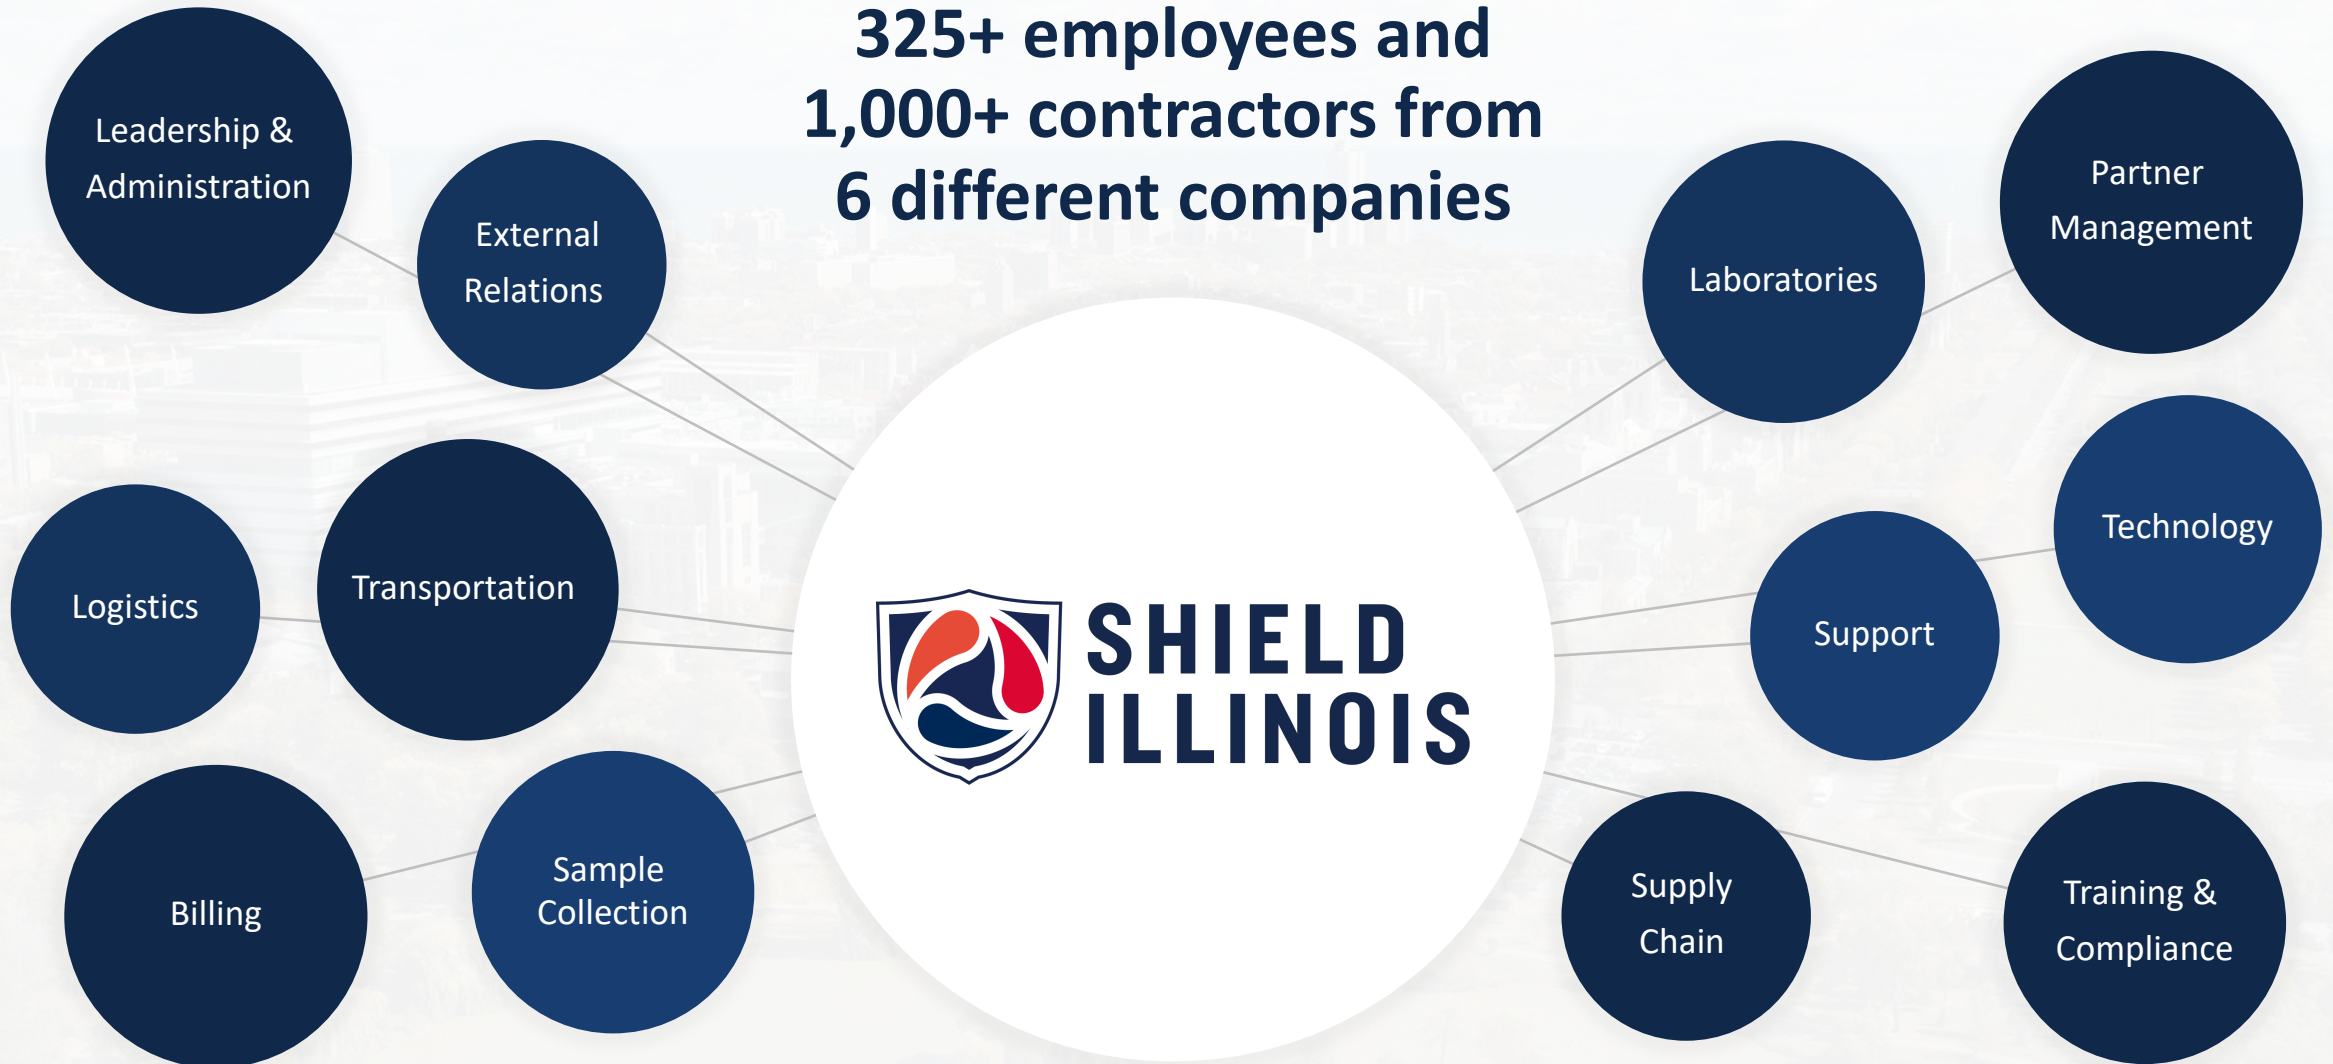 325+ employees and
1,000+ contractors from
6 different companies
Leadership &
Administration
External
Relations
Logistics
Transportation
Billing
Sample
Collection
SHIELD
ILLINOIS
Laboratories
Partner
Management
Technology
Support
Supply
Chain
Training &
Compliance